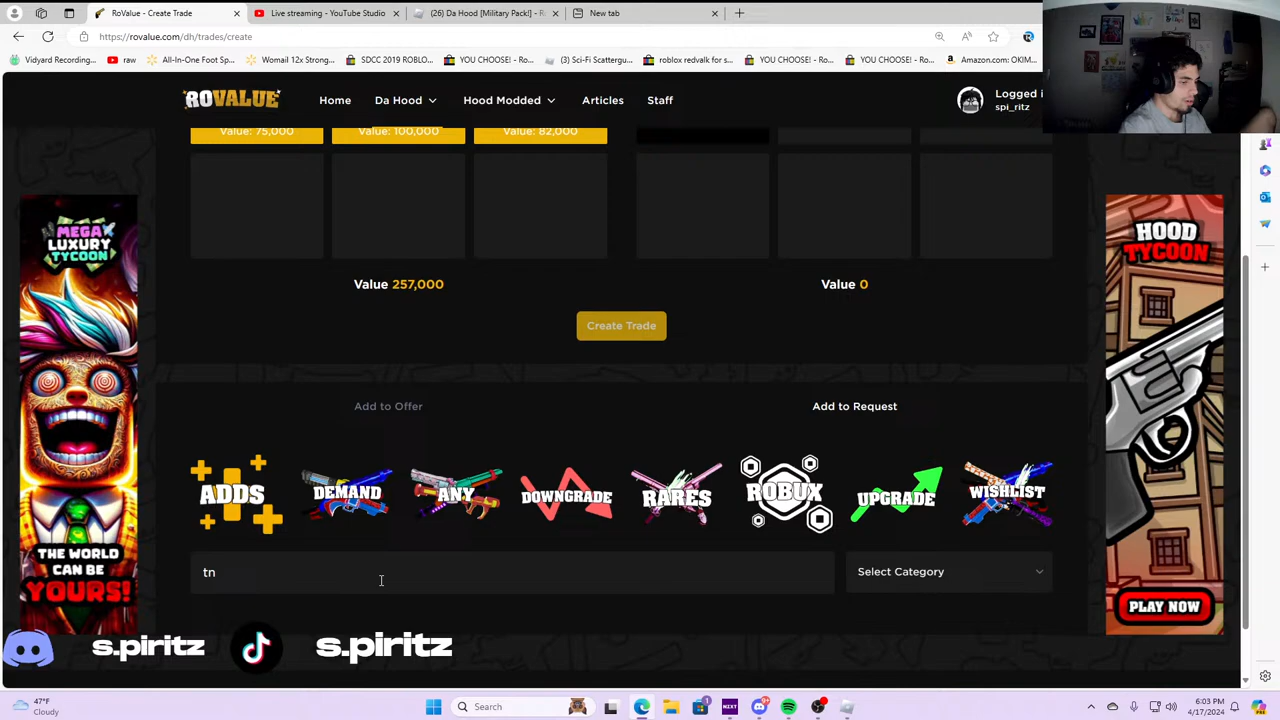 RoValue - Create Trade
Live streaming - YouTube Studio
(26) Da Hood [Military Pack!] - R
New tab
https://rovalue.com/dh/trades/create
Vidyard Recording...
raw
All-In-One Foot Sp...
Womail 12x Strong...
SDCC 2019 ROBLO...
YOU CHOOSE! - Ro...
(3) Sci-Fi Scattergu...
roblox redvalk for s...
YOU CHOOSE! - Ro...
YOU CHOOSE! - Ro...
Amazon.com: OKIM...
ROVALUE
Home
Da Hood
Hood Modded
Articles
Staff
Logged i
spi_ritz
Value: 75,000
Value: 100,000
Value: 82,000
Value 257,000
Value 0
Create Trade
Add to Offer
Add to Request
ADDS
DEMAND
ANY
DOWNGRADE
RARES
ROBUX
UPGRADE
WISHLIST
tn
Select Category
MEGA
LUXURY
TYCOON
THE WORLD
CAN BE
YOURS!
HOOD
TYCOON
PLAY NOW
s.piritz
s.piritz
47°F
Cloudy
Search
6:03 PM
4/17/2024